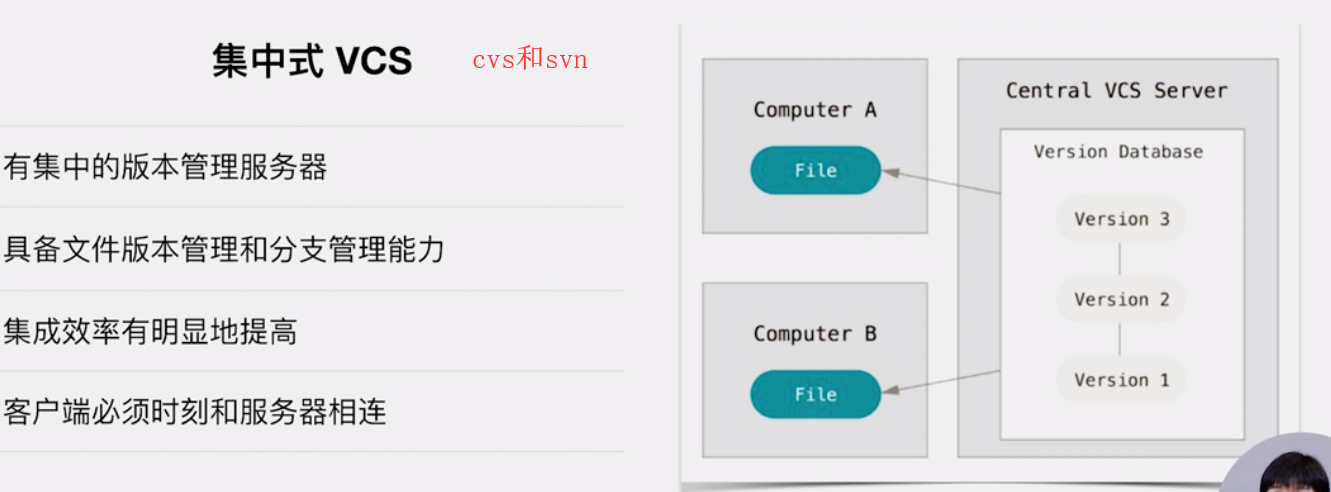 集中式 VCS cvs和svn
有集中的版本管理服务器
具备文件版本管理和分支管理能力
集成效率有明显地提高
客户端必须时刻和服务器相连
Computer A
File
Computer B
File
Central VCS Server
Version Database
Version 3
Version 2
Version 1